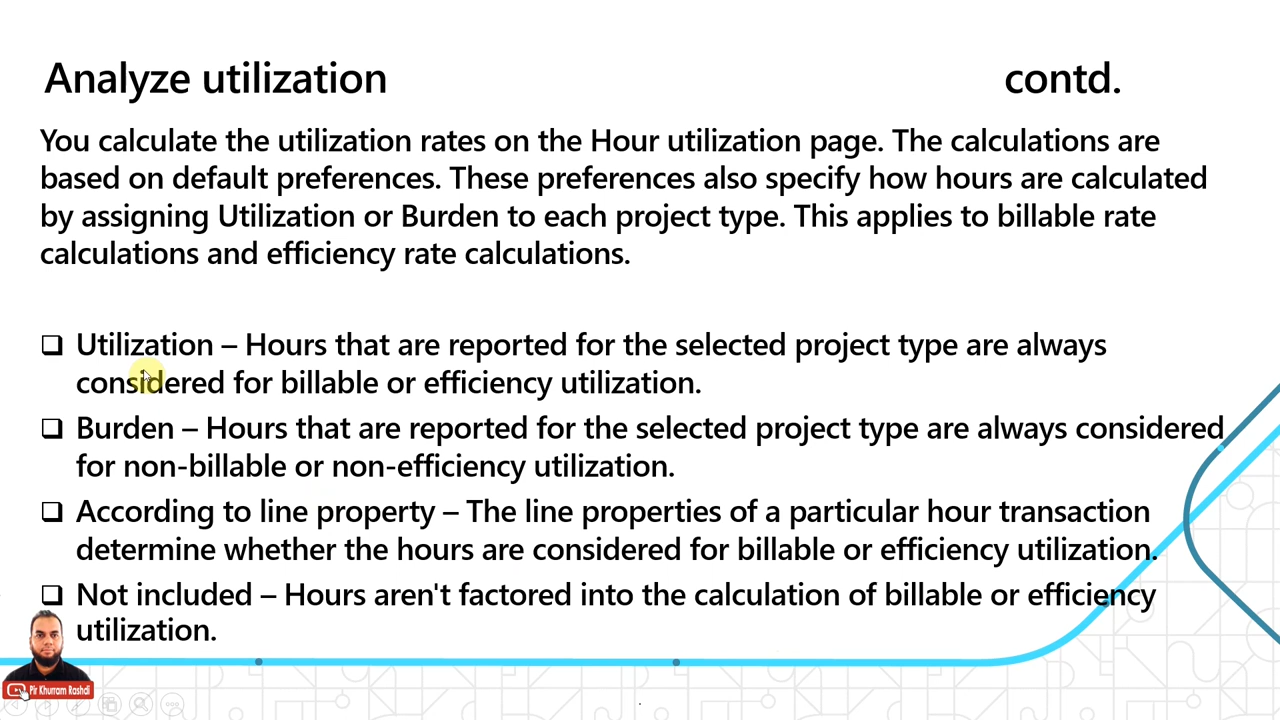 Analyze utilization contd.
You calculate the utilization rates on the Hour utilization page. The calculations are
based on default preferences. These preferences also specify how hours are calculated
by assigning Utilization or Burden to each project type. This applies to billable rate
calculations and efficiency rate calculations.
❑ Utilization – Hours that are reported for the selected project type are always
considered for billable or efficiency utilization.
❑ Burden – Hours that are reported for the selected project type are always considered
for non-billable or non-efficiency utilization.
❑ According to line property – The line properties of a particular hour transaction
determine whether the hours are considered for billable or efficiency utilization.
❑ Not included – Hours aren't factored into the calculation of billable or efficiency
utilization.
Pir Khurram Rashdi